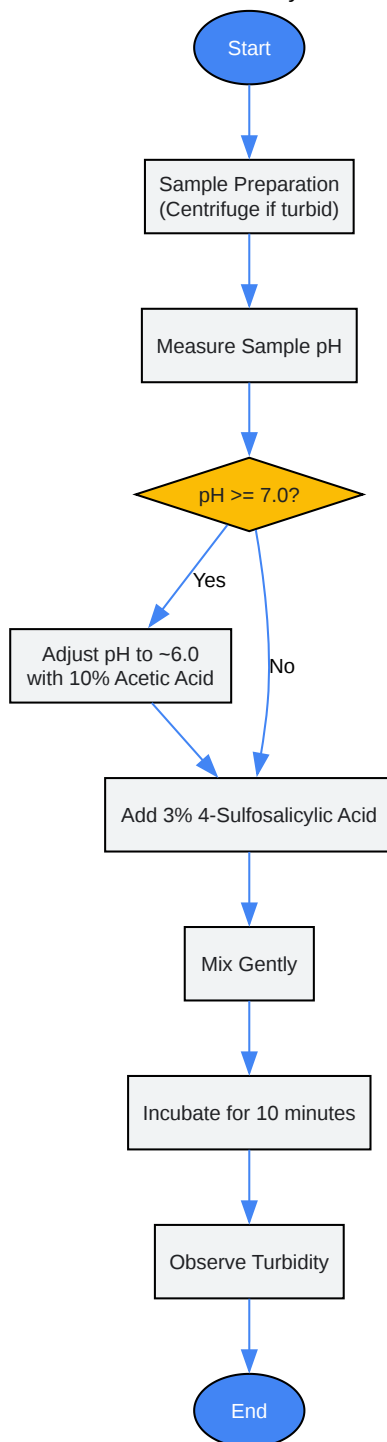 Start
Sample Preparation
(Centrifuge if turbid)
Measure Sample pH
pH >= 7.0?
Yes
Adjust pH to ~6.0
with 10% Acetic Acid
No
Add 3% 4-Sulfosalicylic Acid
Mix Gently
Incubate for 10 minutes
Observe Turbidity
End